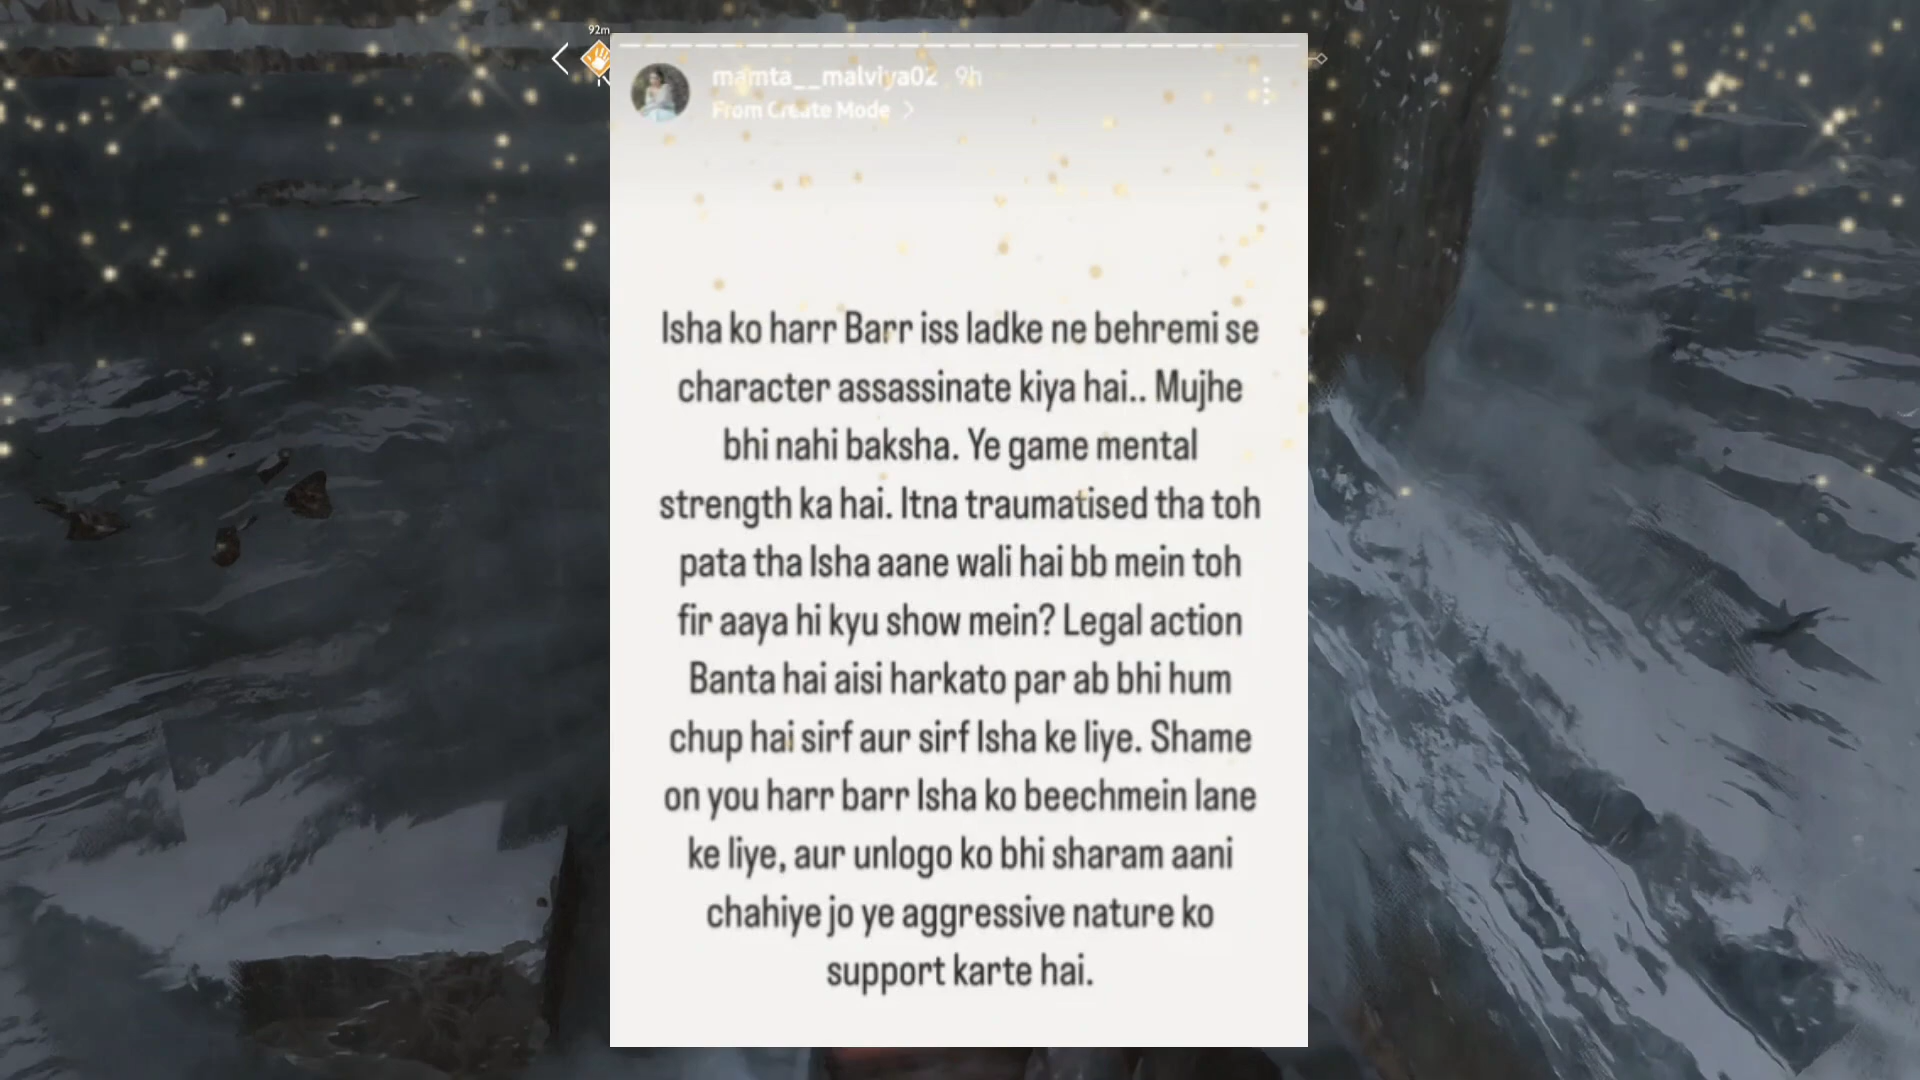 92m
mamta__malviya02 9h
From Create Mode
Isha ko harr Barr iss ladke ne behremi se
character assassinate kiya hai.. Mujhe
bhi nahi baksha. Ye game mental
strength ka hai. Itna traumatised tha toh
pata tha Isha aane wali hai bb mein toh
fir aaya hi kyu show mein? Legal action
Banta hai aisi harkato par ab bhi hum
chup hai sirf aur sirf Isha ke liye. Shame
on you harr barr Isha ko beechmein lane
ke liye, aur unlogo ko bhi sharam aani
chahiye jo ye aggressive nature ko
support karte hai.